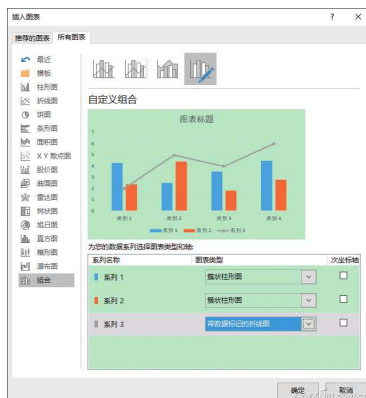 插入图表
? ×
推荐的图表 所有图表
最近
模板
柱形图
折线图
饼图
条形图
面积图
X Y 散点图
股价图
曲面图
雷达图
树状图
旭日图
直方图
箱形图
瀑布图
组合
自定义组合
图表标题
7
6
5
4
3
2
1
0
类别 1 类别 2 类别 3 类别 4
系列 1 系列 2 系列 3
为您的数据系列选择图表类型和轴:
系列名称 图表类型 次坐标轴
系列 1 簇状柱形图
系列 2 簇状柱形图
系列 3 带数据标记的折线图
确定 取消